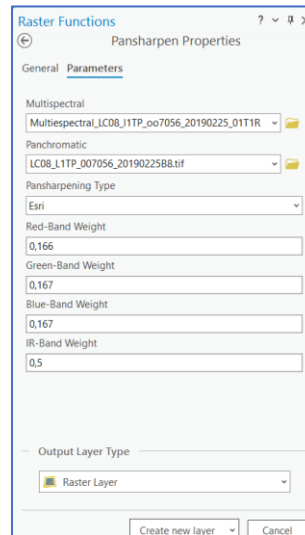 Raster Functions ?
Pansharpen Properties
General Parameters
Multispectral
Multiespectral_LC08_l1TP_oo7056_20190225_01T1R
Panchromatic
LC08_L1TP_007056_20190225B8.tif
Pansharpening Type
Esri
Red-Band Weight
0,166
Green-Band Weight
0,167
Blue-Band Weight
0,167
IR-Band Weight
0,5
Output Layer Type
Raster Layer
Create new layer Cancel